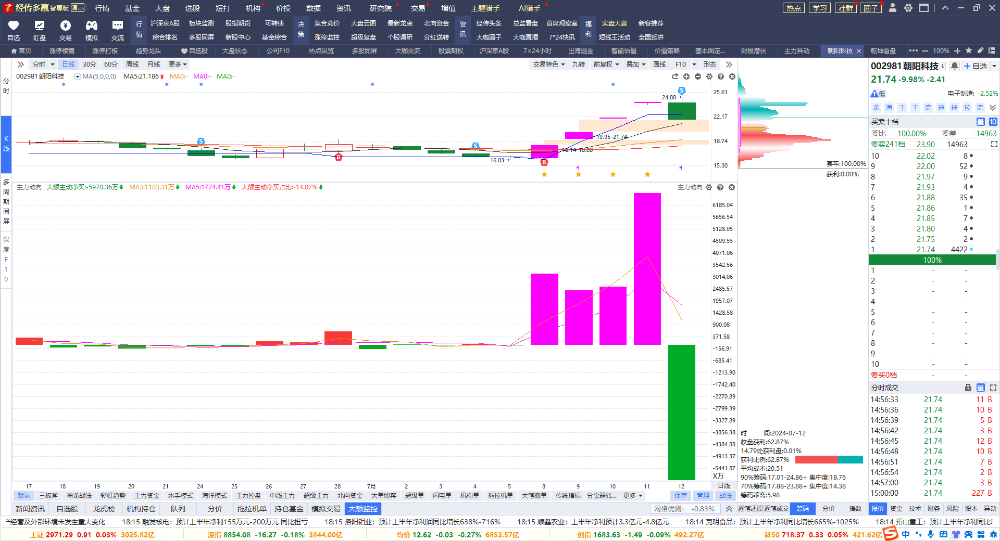 经传多赢 智尊版 演示 行情 基金 大盘 选股 短打 机构 价投 数据 资讯 研究院 交易 增值 主题猎手 AI猎手 热点 学习 社群 圈子
自选 盯盘 交易 模拟 交流
行情 沪深京A股 板块监测 股指期货 可转债 决策 集合竞价 大盘云图 最新龙虎 北向资金 资讯 经传头条 总监看盘 首席观察室 福利 实盘大赛 新客推荐
综合排名 多股同屏 新股中心 基金综合 涨停监控 超级复盘 个股调研 分红送转 大咖圈子 大咖直播 7*24快讯 短线王活动 全国巡讲
首页 涨停棱镜 涨停打板 趋势龙头 自选股 大盘状态 公司F10 热点纵览 多股同屏 大咖交流 股票期权 沪深京A股 7×24小时 出海掘金 智能估值 价值策略 基本面定... 财报潜伏 主力异动 朝阳科技 乾坤看盘 100%
分时 日线 30分 60分 周线 月线 更多 交易特色 九转 前复权 叠加 画线 F10 形态
002981 朝阳科技 MA(5,0,0,0) MA5:21.186 MA0:- MA0:- MA0:-
分时
K线
多周期同屏
深度F10
S S S B B
24.88
19.95-21.74
18.14-18.88
16.03
25.61
22.17
18.74
15.30
主力动向 大额主动净买:-5970.36万 MA3:1103.31万 MA5:1774.41万 大额主动净买占比:-14.07% 主力动向
6185.04
5656.54
5128.05
4599.55
4071.06
3542.56
3014.06
2485.57
1957.07
1428.58
900.08
371.58
-156.91
-685.41
-1213.90
-1742.40
-2270.89
-2799.39
-3327.89
-3856.38
-4384.88
-4913.37
-5441.87
X万
17 18 19 20 21 24 25 26 27 28 7月 2 3 4 5 8 9 10 11 12 日线
默认 三板斧 神龙战法 彩虹趋势 主力资金 水手模式 海洋模式 主力控盘 中线主力 超级主力 北向资金 大单博弈 超级单 闪电单 机构单 拖拉机单 大笔撤单 传统指标 分金弱转... 更多 保存 管理 战法
新闻资讯 自选股 龙虎榜 机构持仓 队列 分价 拖拉机单 持仓基金 模拟交易 大额监控 网格优测: -0.83%
套牢:100.00%
获利:0.00%
时 间:2024-07-12
收盘获利:62.87%
14.79处获利盘:0.01%
获利比例:62.87%
平均成本:20.51
90%筹码:17.01-24.86+ 集中度:18.76
70%筹码:17.88-23.88+ 集中度:14.38
筹码乖离:5.98
逐笔还原 逐笔成交 筹码 分价 指数 报价 资金 技术 财务 风险 股本 异动
002981 朝阳科技 自选
21.74 -9.98% -2.41
低 电子制造: -2.52%
龙 海 主 主 流 神 神 拉 流
买卖十档 量 10
委比 -100.00% 委差 -14963
委卖241档 23.90 14963
10 22.02 8
9 22.00 52
8 21.97 9
7 21.93 4
6 21.88 35
5 21.86 1
4 21.85 7
3 21.80 4
2 21.75 2
1 21.74 4422
100%
1 - -
2 - -
3 - -
4 - -
5 - -
6 - -
7 - -
8 - -
9 - -
10 - -
委买0档 - -
分时成交 量
14:56:33 21.74 11 B
14:56:36 21.74 10 B
14:56:39 21.74 5 B
14:56:42 21.74 3 B
14:56:45 21.74 12 B
14:56:48 21.74 10 B
14:56:51 21.74 7 B
14:56:54 21.74 2 B
14:57:00 21.74 3 B
15:00:00 21.74 227 B
经营及外部环境未发生重大变化 18:15 融发核电：预计上半年净利155万元-200万元 同比扭亏 18:15 洛阳钼业：预计上半年净利润同比增长638%-716% 18:15 顺鑫农业：上半年净利预计3.3亿元-4.8亿元 18:14 克明食品：预计上半年净利同比增长665%-1025% 18:14 拓山重工：预计上半年净利同比
上证 2971.29 0.91 0.03% 3025.82亿 深指 8854.08 -16.27 -0.18% 3844.00亿 均价 12.62 -0.03 -0.27% 6853.57亿 创指 1683.63 -1.49 -0.09% 492.27亿 科50 718.37 0.33 0.05% 421.62亿 S 中